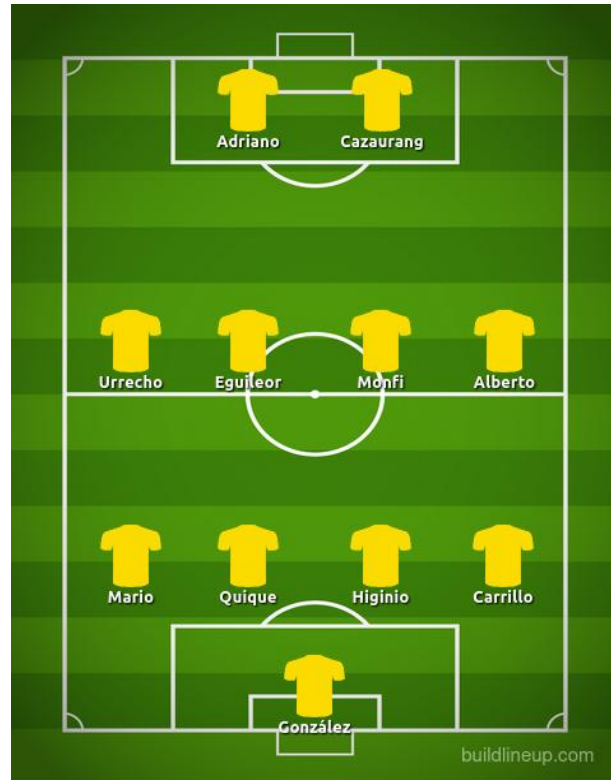 Adriano Cazaurang
Urrecho Eguileor Monfi Alberto
Mario Quique Higinio Carrillo
González
buildlineup.com